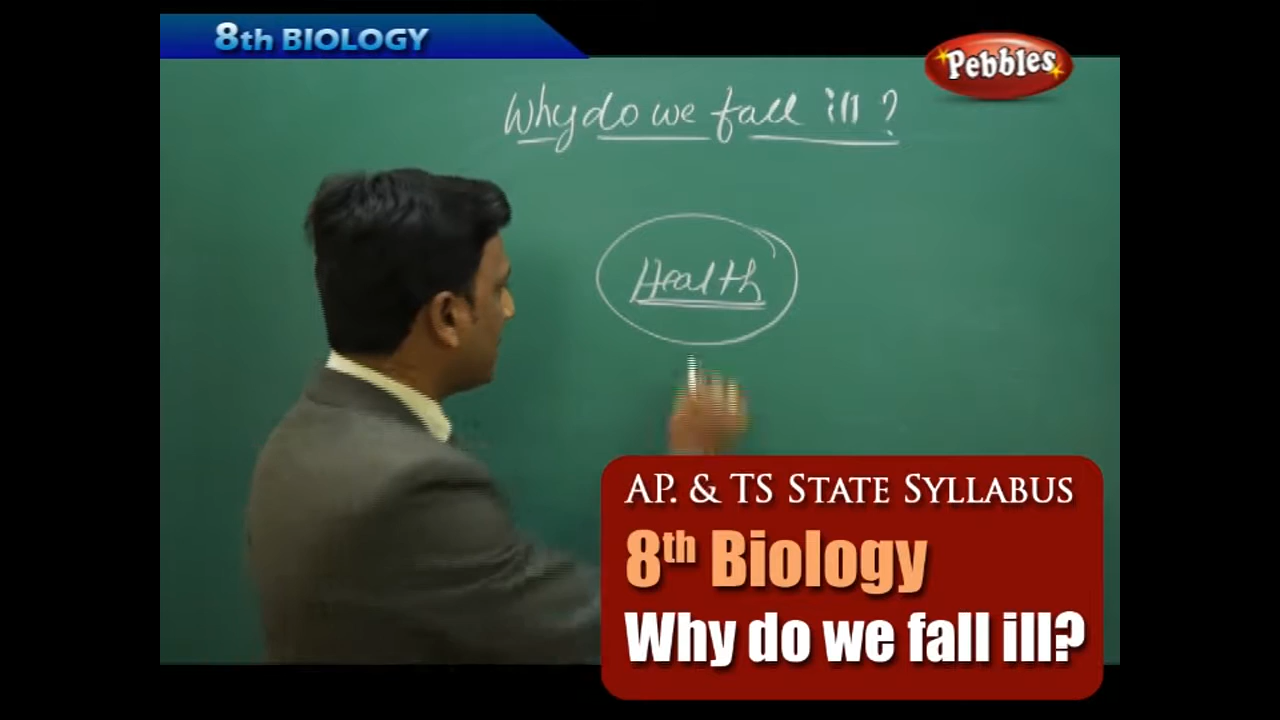 8th BIOLOGY
Pebbles
Why do we fall ill ?
Health
AP. & TS STATE SYLLABUS
8th Biology
Why do we fall ill?